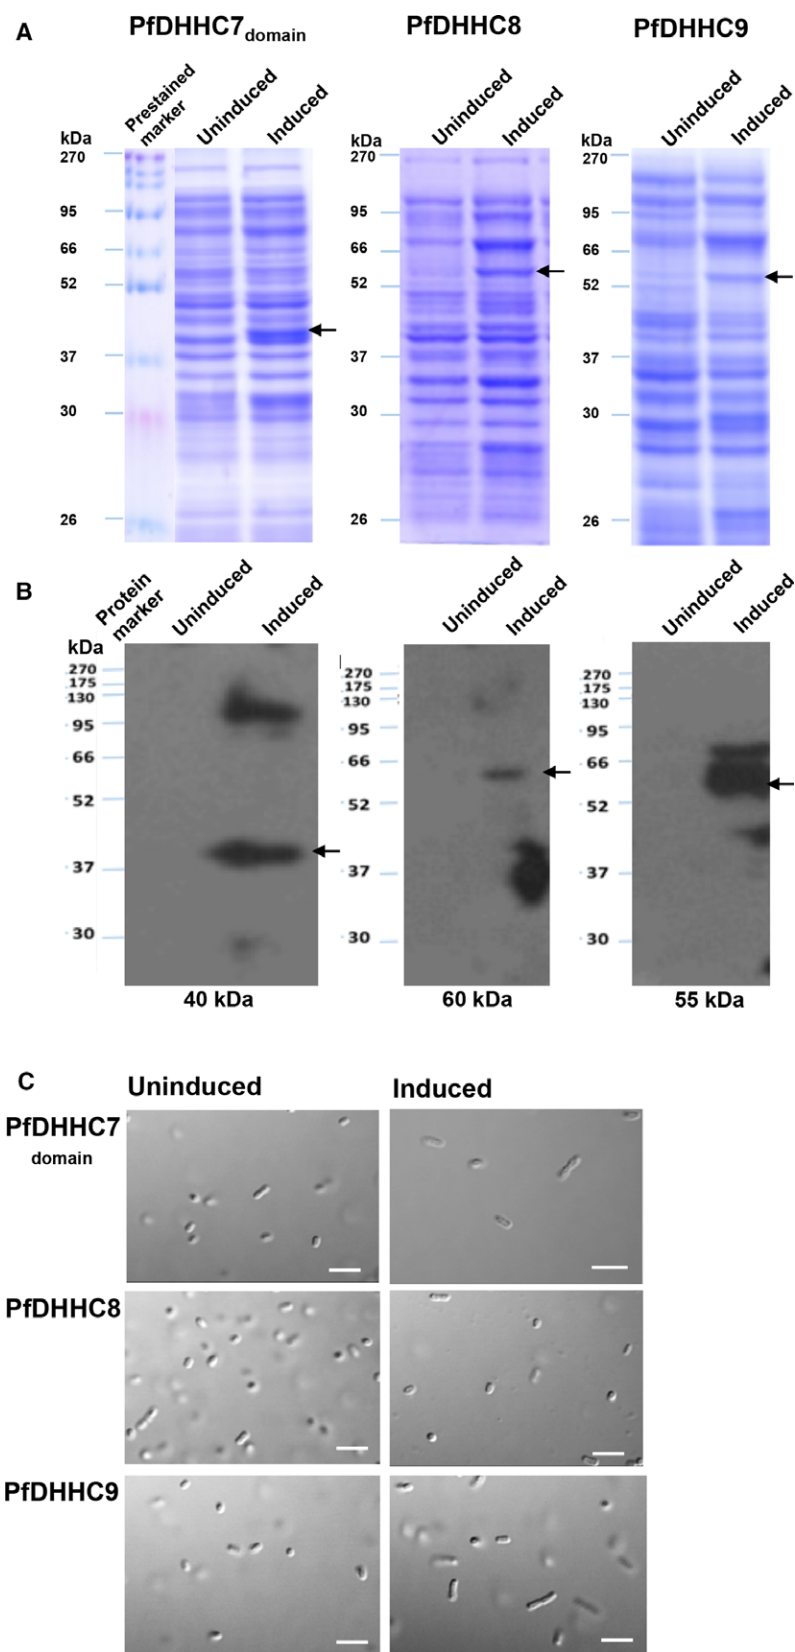 A
PfDHHC7domain
PfDHHC8
PfDHHC9
Prestained
marker
Uninduced
Induced
Uninduced
Induced
Uninduced
Induced
kDa
270
95
66
52
37
30
26
kDa
270
95
66
52
37
30
26
kDa
270
95
66
52
37
30
26
B
Protein
marker
Uninduced
Induced
Uninduced
Induced
Uninduced
Induced
kDa
270
175
130
95
66
52
37
30
270
175
130
95
66
52
37
30
270
175
130
95
66
52
37
30
40 kDa
60 kDa
55 kDa
C
Uninduced
Induced
PfDHHC7
domain
PfDHHC8
PfDHHC9